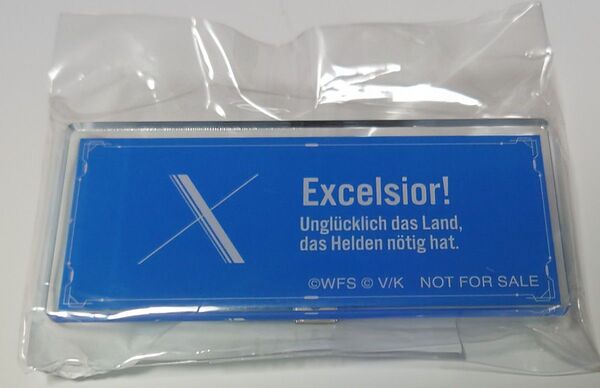 X
Excelsior!
Unglücklich das Land,
das Helden nötig hat.
©WFS © V/K NOT FOR SALE